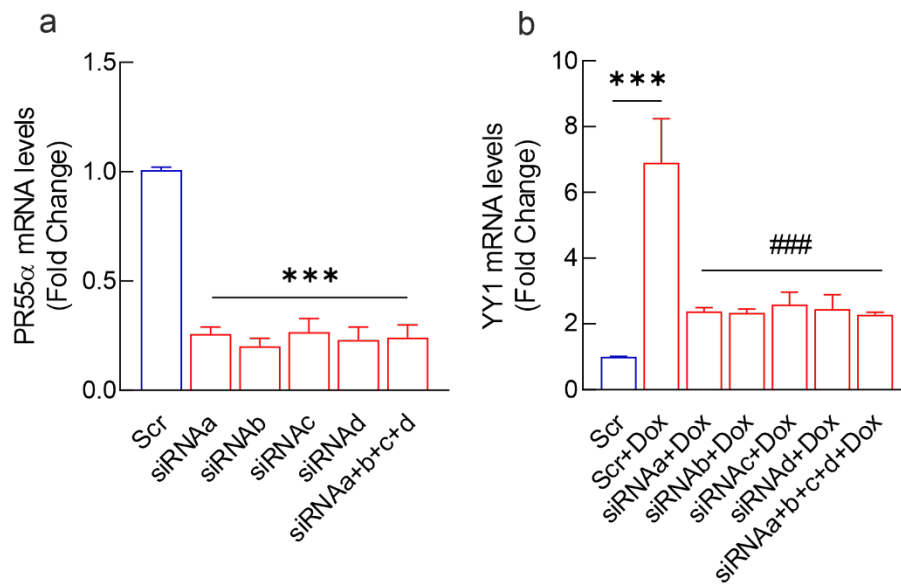 a
PR55α mRNA levels
(Fold Change)
1.5
1.0
0.5
0.0
***
Scr
siRNAa
siRNAb
siRNAc
siRNAd
siRNAa+b+c+d
b
YY1 mRNA levels
(Fold Change)
10
8
6
4
2
0
***
###
Scr
Scr+Dox
siRNAa+Dox
siRNAb+Dox
siRNAc+Dox
siRNAd+Dox
siRNAa+b+c+d+Dox